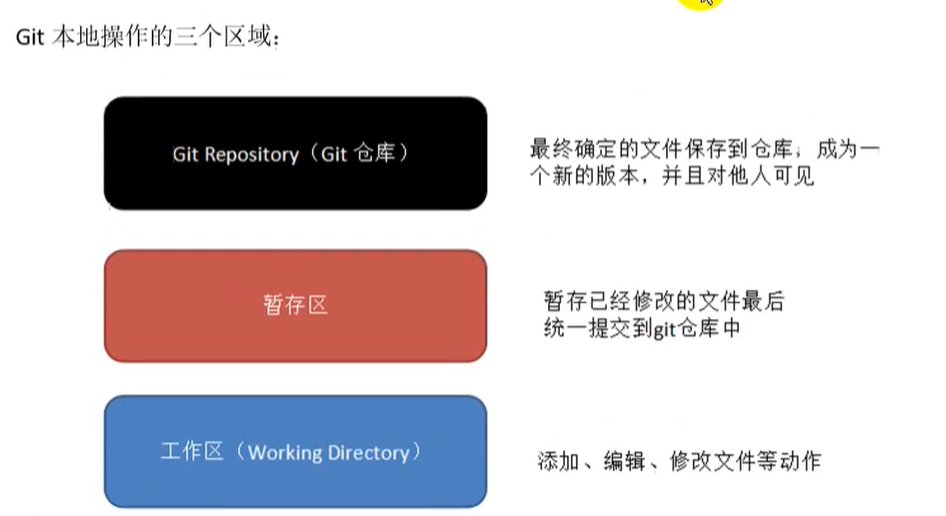 Git 本地操作的三个区域：
Git Repository（Git 仓库）
最终确定的文件保存到仓库，成为一
个新的版本，并且对他人可见
暂存区
暂存已经修改的文件最后
统一提交到git仓库中
工作区（Working Directory）
添加、编辑、修改文件等动作